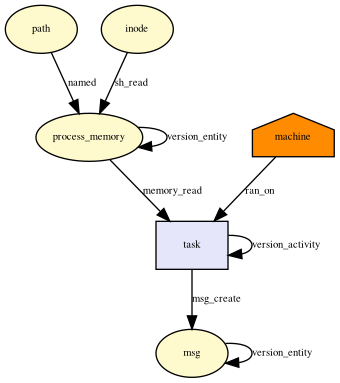 path
inode
named
sh_read
process_memory
version_entity
machine
memory_read
ran_on
task
version_activity
msg_create
msg
version_entity